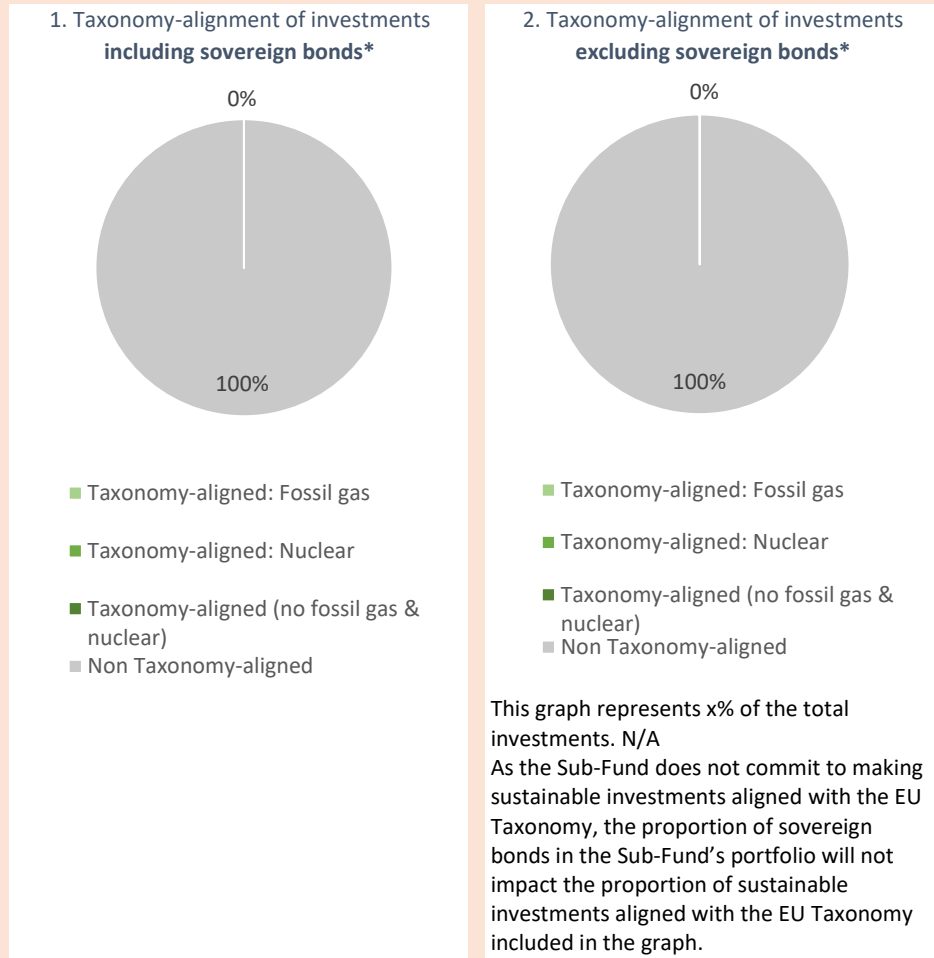 1. Taxonomy-alignment of investments
including sovereign bonds*
0%
100%
Taxonomy-aligned: Fossil gas
Taxonomy-aligned: Nuclear
Taxonomy-aligned (no fossil gas &
nuclear)
Non Taxonomy-aligned
2. Taxonomy-alignment of investments
excluding sovereign bonds*
0%
100%
Taxonomy-aligned: Fossil gas
Taxonomy-aligned: Nuclear
Taxonomy-aligned (no fossil gas &
nuclear)
Non Taxonomy-aligned
This graph represents x% of the total
investments. N/A
As the Sub-Fund does not commit to making
sustainable investments aligned with the EU
Taxonomy, the proportion of sovereign
bonds in the Sub-Fund’s portfolio will not
impact the proportion of sustainable
investments aligned with the EU Taxonomy
included in the graph.